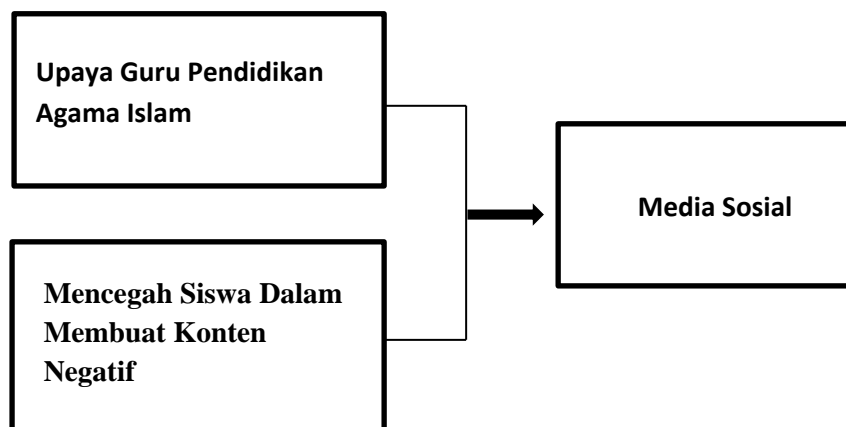 Upaya Guru Pendidikan
Agama Islam
Media Sosial
Mencegah Siswa Dalam
Membuat Konten
Negatif